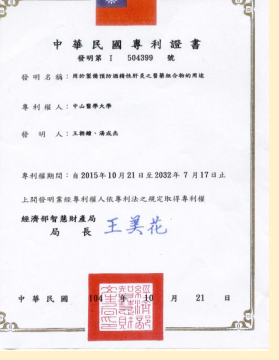 中華民國專利證書
發明第 I 504399 號
發明名稱：用於製備預防酒精性肝炎之醫藥組合物的用途
專利權人：中山醫學大學
發明人：王朝鐘、湯成杰
專利權期間：自2015年10月21日至2032年7月17日止
上開發明業經專利權人依專利法之規定取得專利權
經濟部智慧財產局
局長 王美花
中華民國 104 年 10 月 21 日